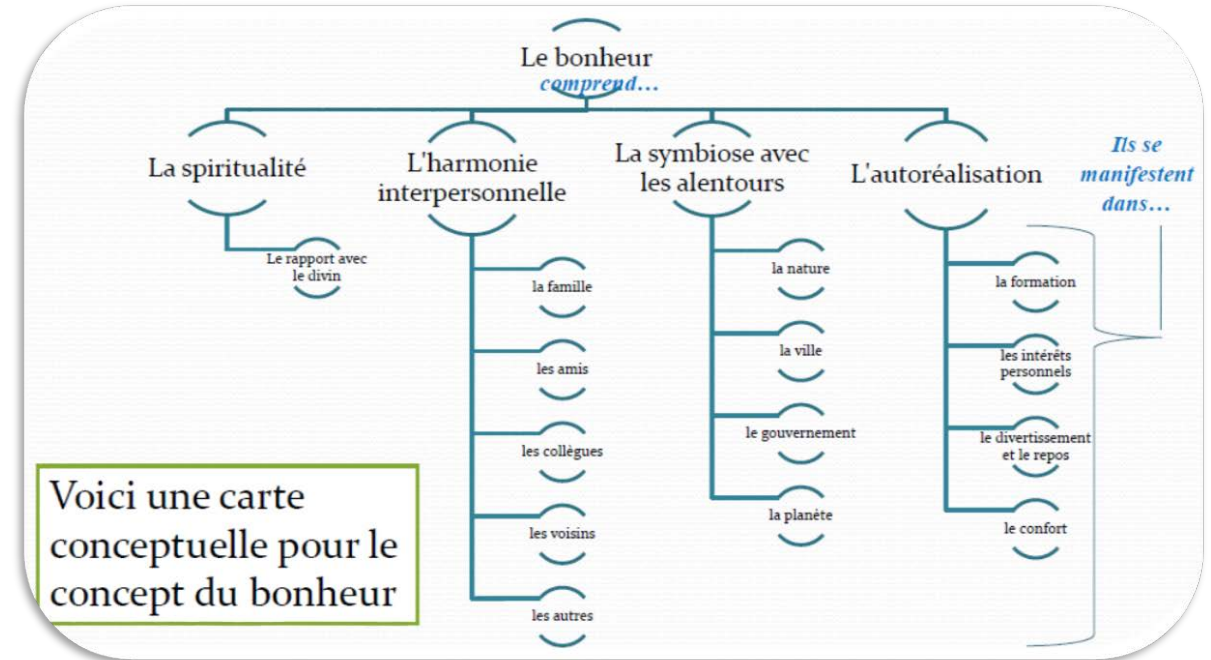 Le bonheur
comprend…
La spiritualité
Le rapport avec
le divin
L'harmonie
interpersonnelle
la famille
les amis
les collègues
les voisins
les autres
La symbiose avec
les alentours
la nature
la ville
le gouvernement
la planète
L'autoréalisation
la formation
les intérêts
personnels
le divertissement
et le repos
le confort
Ils se
manifestent
dans…
Voici une carte
conceptuelle pour le
concept du bonheur